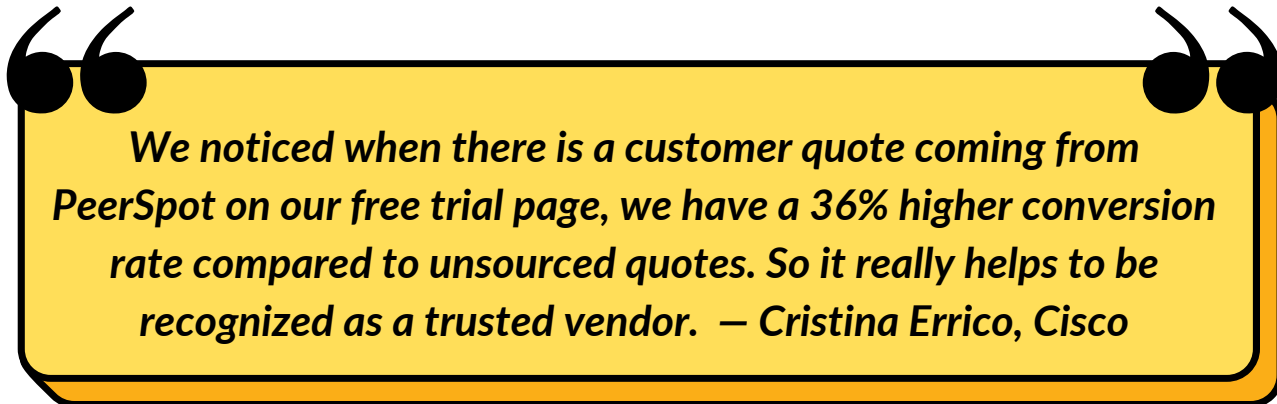 We noticed when there is a customer quote coming from
PeerSpot on our free trial page, we have a 36% higher conversion
rate compared to unsourced quotes. So it really helps to be
recognized as a trusted vendor. — Cristina Errico, Cisco